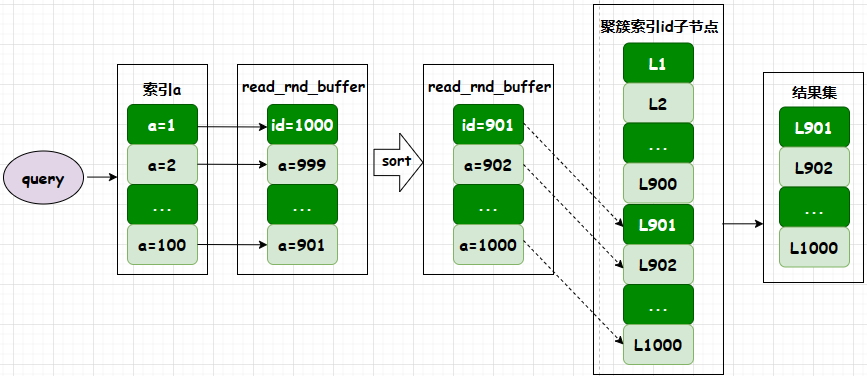 query
索引a
a=1
a=2
...
a=100
read_rnd_buffer
id=1000
a=999
...
a=901
sort
read_rnd_buffer
id=901
a=902
...
a=1000
聚簇索引id子节点
L1
L2
...
L900
L901
L902
...
L1000
结果集
L901
L902
...
L1000